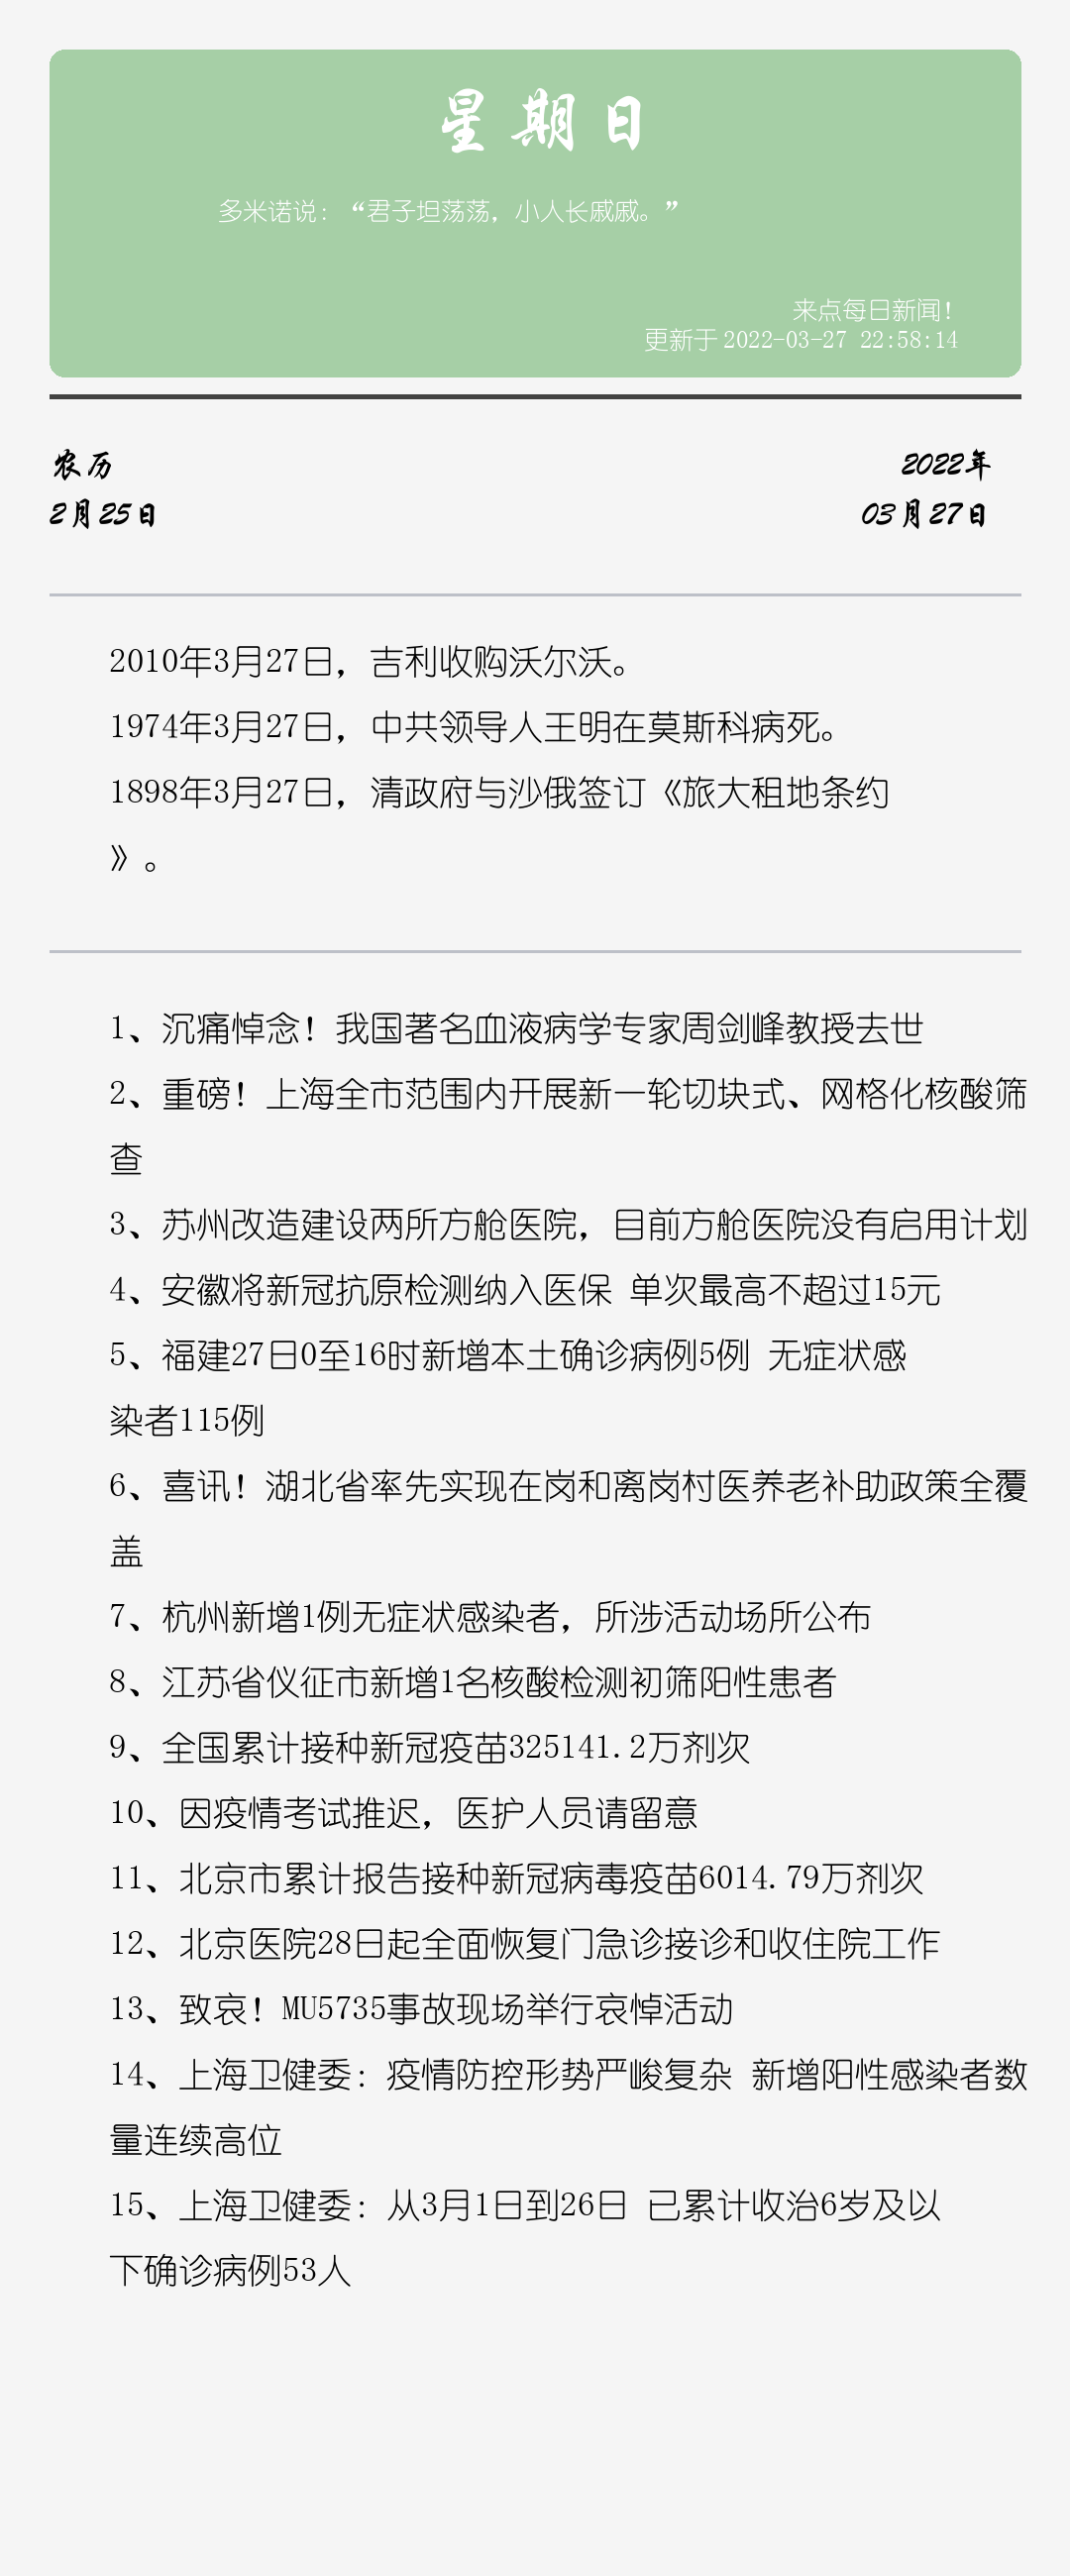 星期日
多米诺说：“君子坦荡荡，小人长戚戚。”
来点每日新闻！
更新于 2022-03-27 22:58:14
农历
2月25日
2022年
03月27日
2010年3月27日，吉利收购沃尔沃。
1974年3月27日，中共领导人王明在莫斯科病死。
1898年3月27日，清政府与沙俄签订《旅大租地条约
》。
1、沉痛悼念！我国著名血液病学专家周剑峰教授去世
2、重磅！上海全市范围内开展新一轮切块式、网格化核酸筛
查
3、苏州改造建设两所方舱医院，目前方舱医院没有启用计划
4、安徽将新冠抗原检测纳入医保 单次最高不超过15元
5、福建27日0至16时新增本土确诊病例5例 无症状感
染者115例
6、喜讯！湖北省率先实现在岗和离岗村医养老补助政策全覆
盖
7、杭州新增1例无症状感染者，所涉活动场所公布
8、江苏省仪征市新增1名核酸检测初筛阳性患者
9、全国累计接种新冠疫苗325141.2万剂次
10、因疫情考试推迟，医护人员请留意
11、北京市累计报告接种新冠病毒疫苗6014.79万剂次
12、北京医院28日起全面恢复门急诊接诊和收住院工作
13、致哀！MU5735事故现场举行哀悼活动
14、上海卫健委：疫情防控形势严峻复杂 新增阳性感染者数
量连续高位
15、上海卫健委：从3月1日到26日 已累计收治6岁及以
下确诊病例53人